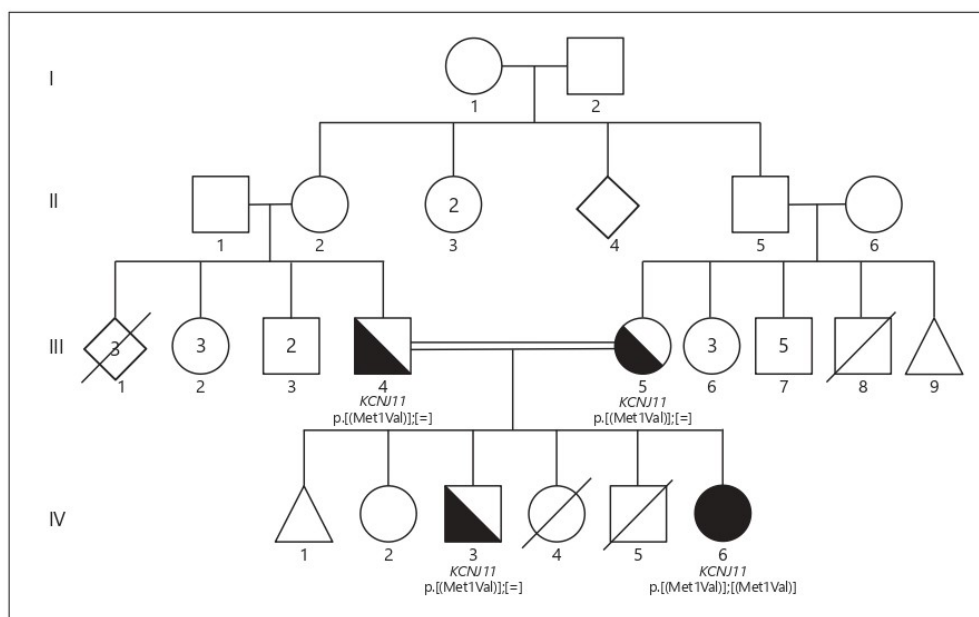 I
1 2
II
2
1 2 3 4 5 6
3 3 2 3 5
III
1 2 3 4 5 6 7 8 9
KCNJ11 KCNJ11
p.[(Met1Val)];[=] p.[(Met1Val)];[=]
IV
1 2 3 4 5 6
KCNJ11 KCNJ11
p.[(Met1Val)];[=] p.[(Met1Val)];[(Met1Val)]